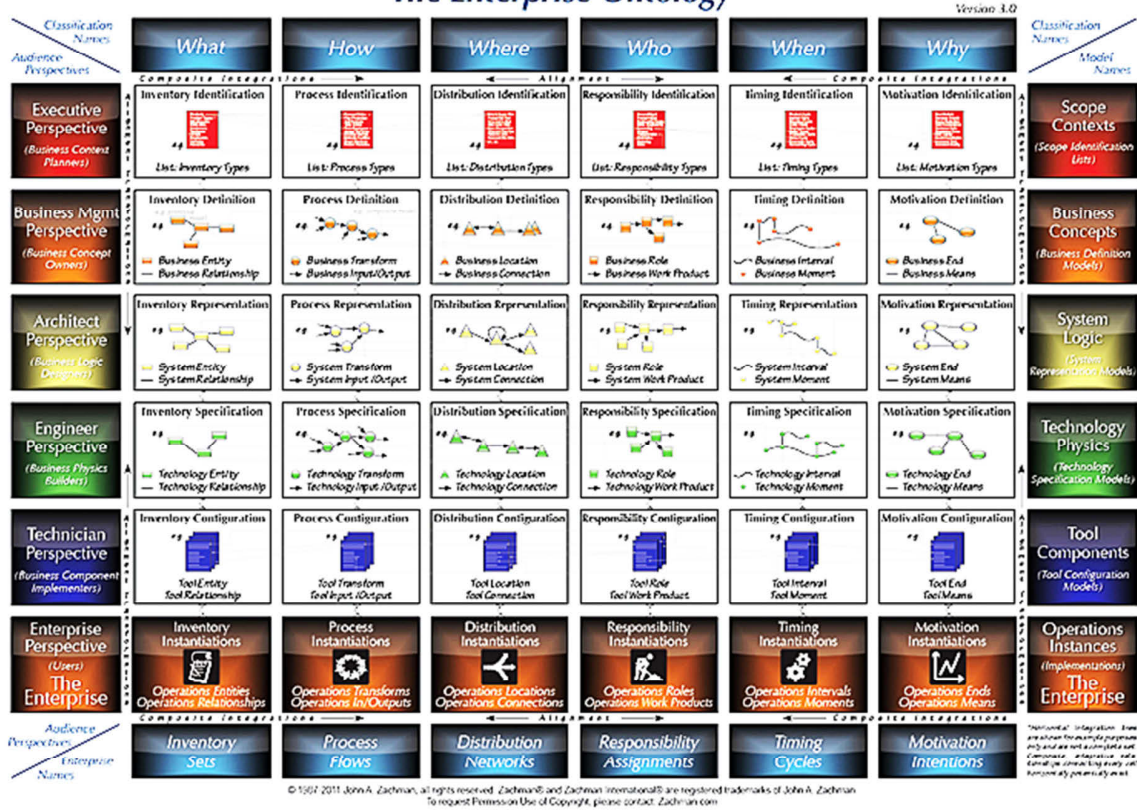 The Enterprise Ontology
Version 3.0
Classification Names
Audience Perspectives
What
How
Where
Who
When
Why
Classification Names
Model Names
Composite Integrations
Alignment
Composite Integrations
Executive Perspective
(Business Context Planners)
Alignment
Transformations
Inventory Identification
e.g.
List: Inventory Types
Process Identification
e.g.
List: Process Types
Distribution Identification
e.g.
List: Distribution Types
Responsibility Identification
e.g.
List: Responsibility Types
Timing Identification
e.g.
List: Timing Types
Motivation Identification
e.g.
List: Motivation Types
Alignment
Transformations
Scope Contexts
(Scope Identification Lists)
Business Mgmt Perspective
(Business Concept Owners)
Inventory Definition
e.g.
Business Entity
Business Relationship
Process Definition
e.g.
Business Transform
Business Input/Output
Distribution Definition
e.g.
Business Location
Business Connection
Responsibility Definition
e.g.
Business Role
Business Work Product
Timing Definition
e.g.
Business Interval
Business Moment
Motivation Definition
e.g.
Business End
Business Means
Business Concepts
(Business Definition Models)
Architect Perspective
(Business Logic Designers)
Inventory Representation
e.g.
System Entity
System Relationship
Process Representation
e.g.
System Transform
System Input /Output
Distribution Representation
e.g.
System Location
System Connection
Responsibility Representation
e.g.
System Role
System Work Product
Timing Representation
e.g.
System Interval
System Moment
Motivation Representation
e.g.
System End
System Means
System Logic
(System Representation Models)
Engineer Perspective
(Business Physics Builders)
Inventory Specification
e.g.
Technology Entity
Technology Relationship
Process Specification
e.g.
Technology Transform
Technology Input /Output
Distribution Specification
e.g.
Technology Location
Technology Connection
Responsibility Specification
e.g.
Technology Role
Technology Work Product
Timing Specification
e.g.
Technology Interval
Technology Moment
Motivation Specification
e.g.
Technology End
Technology Means
Technology Physics
(Technology Specification Models)
Technician Perspective
(Business Component Implementers)
Alignment
Transformations
Inventory Configuration
e.g.
Tool Entity
Tool Relationship
Process Configuration
e.g.
Tool Transform
Tool Input /Output
Distribution Configuration
e.g.
Tool Location
Tool Connection
Responsibility Configuration
e.g.
Tool Role
Tool Work Product
Timing Configuration
e.g.
Tool Interval
Tool Moment
Motivation Configuration
e.g.
Tool End
Tool Means
Alignment
Transformations
Tool Components
(Tool Configuration Models)
Enterprise Perspective
(Users)
The Enterprise
Inventory Instantiations
Operations Entities
Operations Relationships
Process Instantiations
Operations Transforms
Operations In/Outputs
Distribution Instantiations
Operations Locations
Operations Connections
Responsibility Instantiations
Operations Roles
Operations Work Products
Timing Instantiations
Operations Intervals
Operations Moments
Motivation Instantiations
Operations Ends
Operations Means
Operations Instances
(Implementations)
The Enterprise
Composite Integrations
Alignment
Composite Integrations
Audience Perspectives
Enterprise Names
Inventory Sets
Process Flows
Distribution Networks
Responsibility Assignments
Timing Cycles
Motivation Intentions
2011 John A. Zachman, all rights reserved. Zachman® and Zachman International® are registered trademarks of John A. Zachman
To request Permission Use of Copyright, please contact: Zachman.com